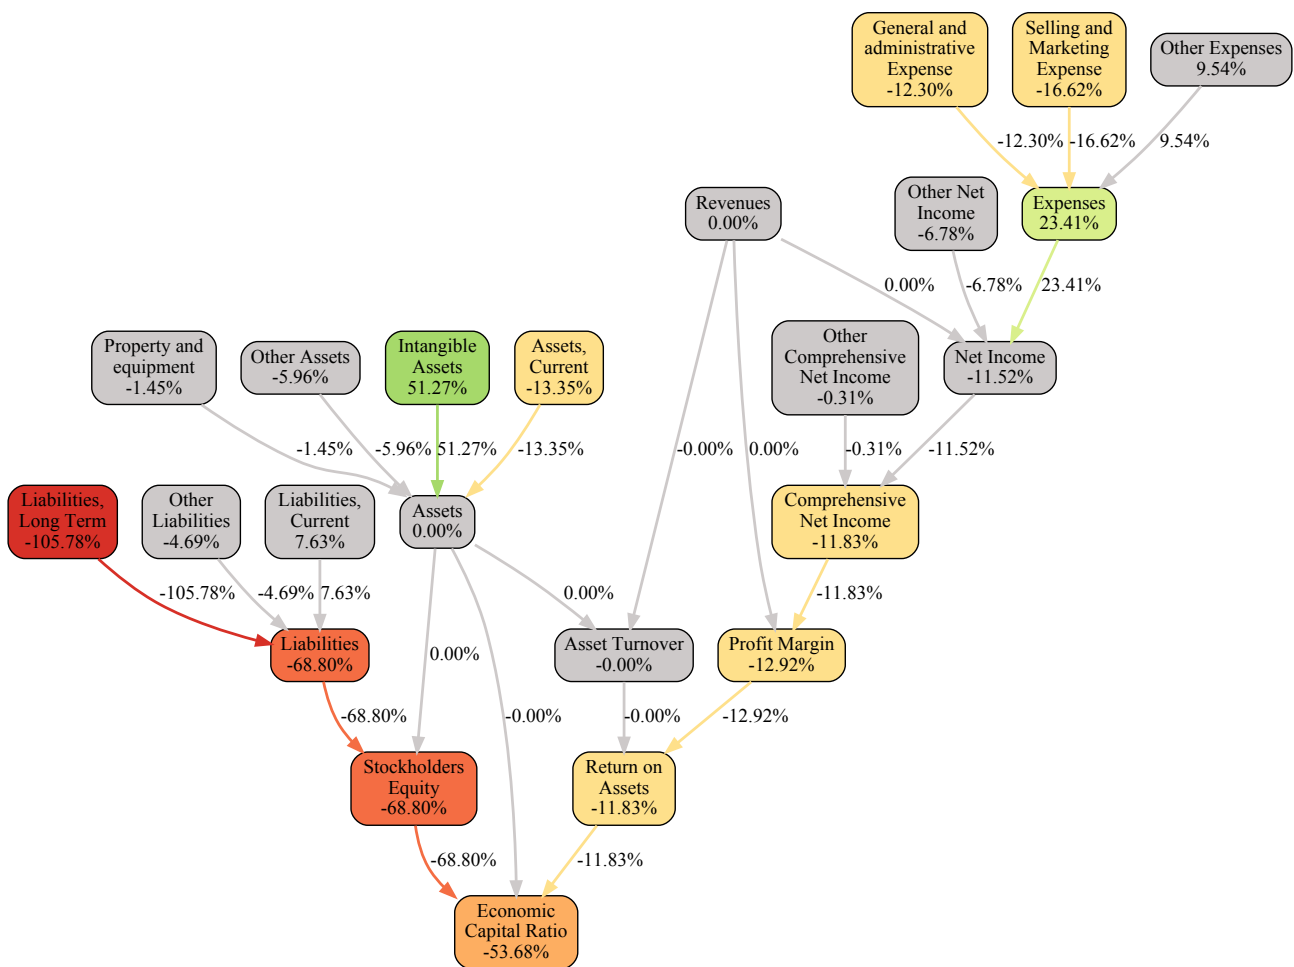 General and
administrative
Expense
-12.30%
Selling and
Marketing
Expense
-16.62%
Other Expenses
9.54%
-12.30%
-16.62%
9.54%
Revenues
0.00%
Other Net
Income
-6.78%
Expenses
23.41%
0.00%
-6.78%
23.41%
Property and
equipment
-1.45%
Other Assets
-5.96%
Intangible
Assets
51.27%
Assets,
Current
-13.35%
Other
Comprehensive
Net Income
-0.31%
Net Income
-11.52%
-1.45%
-5.96%
51.27%
-13.35%
-0.00%
0.00%
-0.31%
-11.52%
Liabilities,
Long Term
-105.78%
Other
Liabilities
-4.69%
Liabilities,
Current
7.63%
Assets
0.00%
Comprehensive
Net Income
-11.83%
-105.78%
-4.69%
7.63%
0.00%
-11.83%
Liabilities
-68.80%
0.00%
Asset Turnover
-0.00%
Profit Margin
-12.92%
-68.80%
-0.00%
-0.00%
-12.92%
Stockholders
Equity
-68.80%
Return on
Assets
-11.83%
-68.80%
-11.83%
Economic
Capital Ratio
-53.68%